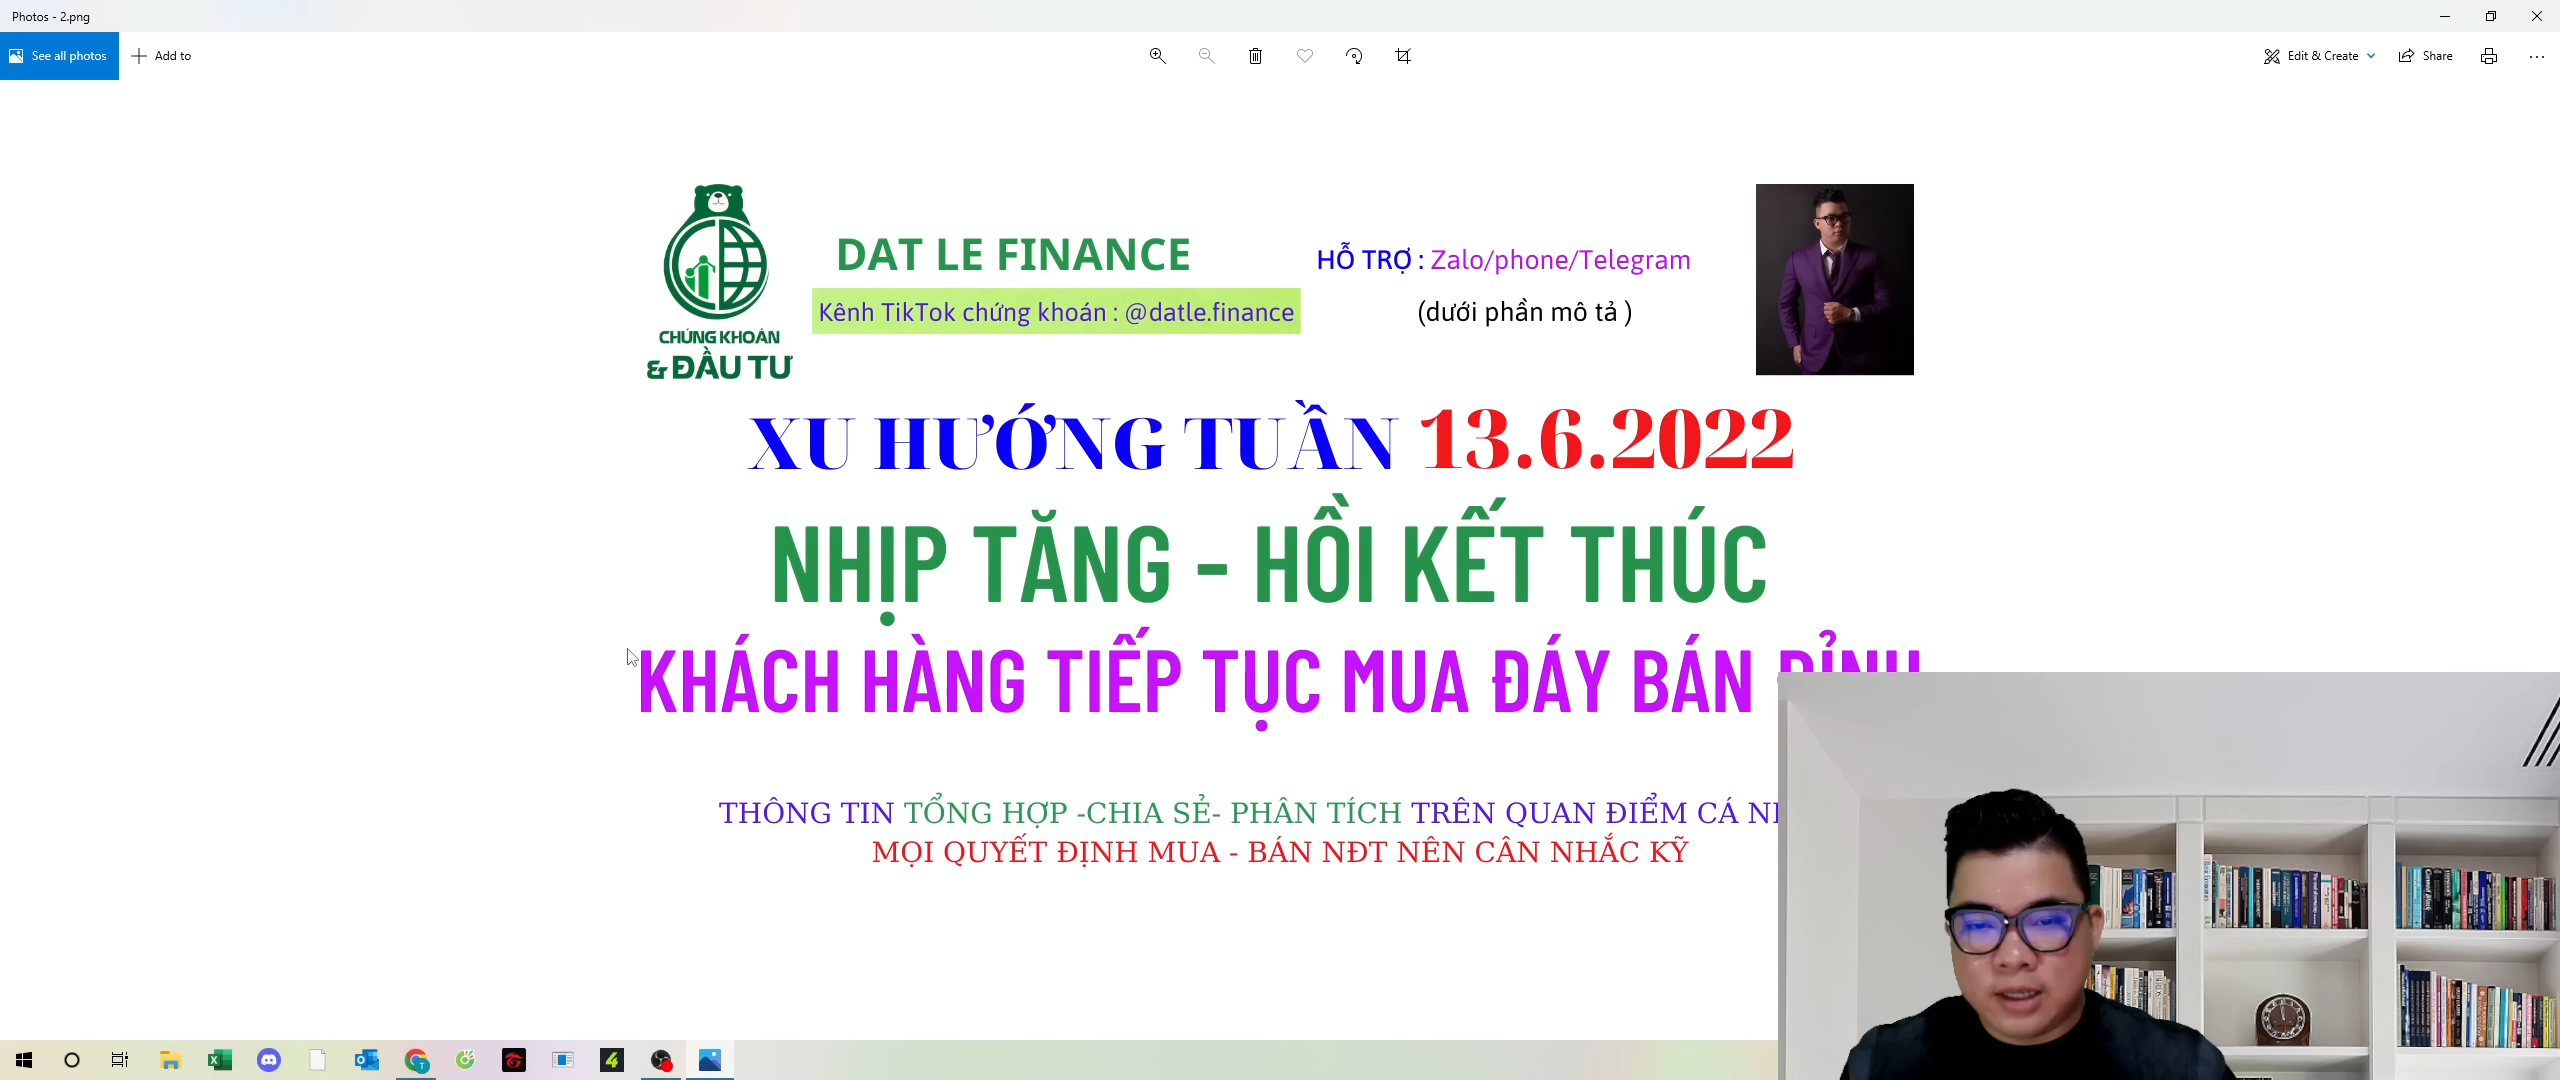 Photos - 2.png
See all photos
Add to
Edit & Create
Share
CHỨNG KHOÁN
& ĐẦU TƯ
DAT LE FINANCE
Kênh TikTok chứng khoán : @datle.finance
HỖ TRỢ : Zalo/phone/Telegram
(dưới phần mô tả )
XU HƯỚNG TUẦN 13.6.2022
NHỊP TĂNG - HỒI KẾT THÚC
KHÁCH HÀNG TIẾP TỤC MUA ĐÁY BÁN ĐỈNH
THÔNG TIN TỔNG HỢP -CHIA SẺ- PHÂN TÍCH TRÊN QUAN ĐIỂM CÁ
MỌI QUYẾT ĐỊNH MUA - BÁN NĐT NÊN CÂN NHẮC KỸ